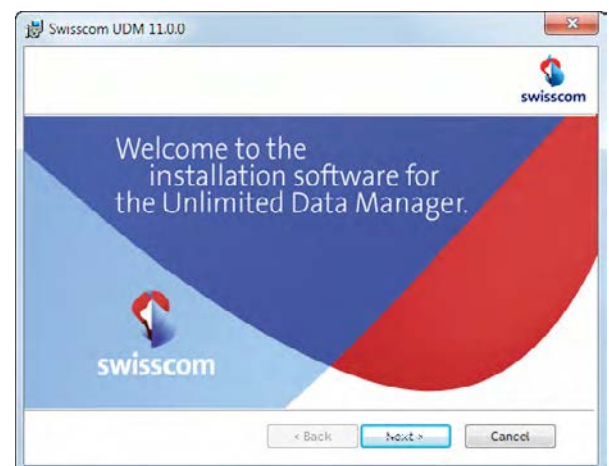 Swisscom UDM 11.0.0
swisscom
Welcome to the
installation software for
the Unlimited Data Manager.
swisscom
< Back Next > Cancel